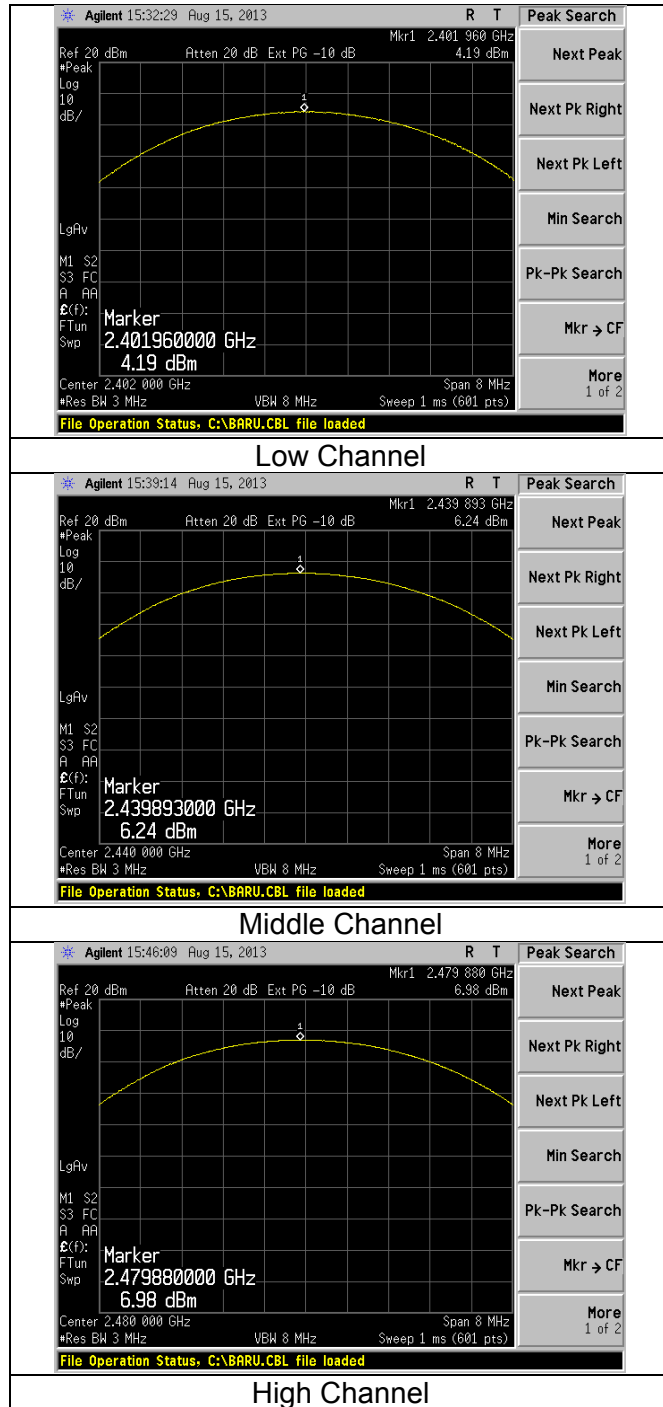 Agilent 15:32:29 Aug 15, 2013 R T Peak Search
Mkr1 2.401 960 GHz
Ref 20 dBm Atten 20 dB Ext PG -10 dB 4.19 dBm
#Peak
Log
10
dB/
1
LgAv
M1 S2
S3 FC
A AA
£(f):
FTun
Swp
Marker
2.401960000 GHz
4.19 dBm
Center 2.402 000 GHz Span 8 MHz
#Res BW 3 MHz VBW 8 MHz Sweep 1 ms (601 pts)
File Operation Status, C:\BARU.CBL file loaded
Next Peak
Next Pk Right
Next Pk Left
Min Search
Pk-Pk Search
Mkr → CF
More
1 of 2
Low Channel
Agilent 15:39:14 Aug 15, 2013 R T Peak Search
Mkr1 2.439 893 GHz
Ref 20 dBm Atten 20 dB Ext PG -10 dB 6.24 dBm
#Peak
Log
10
dB/
1
LgAv
M1 S2
S3 FC
A AA
£(f):
FTun
Swp
Marker
2.439893000 GHz
6.24 dBm
Center 2.440 000 GHz Span 8 MHz
#Res BW 3 MHz VBW 8 MHz Sweep 1 ms (601 pts)
File Operation Status, C:\BARU.CBL file loaded
Next Peak
Next Pk Right
Next Pk Left
Min Search
Pk-Pk Search
Mkr → CF
More
1 of 2
Middle Channel
Agilent 15:46:09 Aug 15, 2013 R T Peak Search
Mkr1 2.479 880 GHz
Ref 20 dBm Atten 20 dB Ext PG -10 dB 6.98 dBm
#Peak
Log
10
dB/
1
LgAv
M1 S2
S3 FC
A AA
£(f):
FTun
Swp
Marker
2.479880000 GHz
6.98 dBm
Center 2.480 000 GHz Span 8 MHz
#Res BW 3 MHz VBW 8 MHz Sweep 1 ms (601 pts)
File Operation Status, C:\BARU.CBL file loaded
Next Peak
Next Pk Right
Next Pk Left
Min Search
Pk-Pk Search
Mkr → CF
More
1 of 2
High Channel